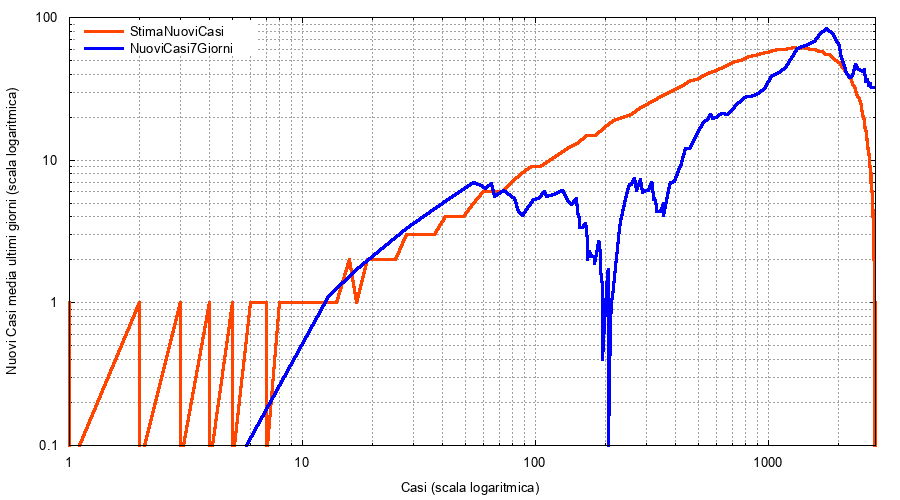 100
StimaNuoviCasi
NuoviCasi7Giorni
10
1
0.1
Nuovi Casi media ultimi giorni (scala logaritmica)
1 10 100 1000
Casi (scala logaritmica)